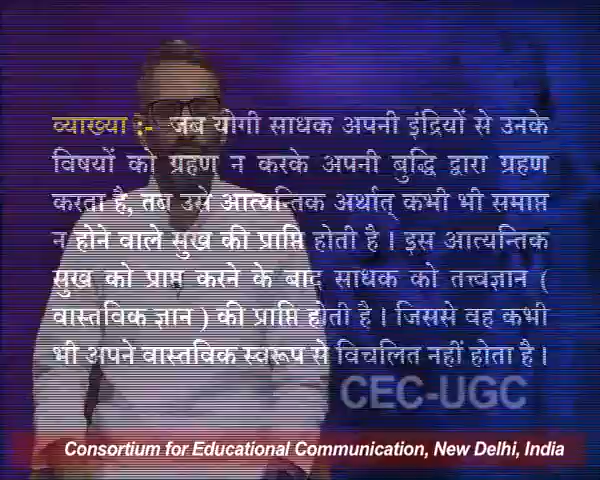 व्याख्या :- जब योगी साधक अपनी इंद्रियों से उनके
विषयों को ग्रहण न करके अपनी बुद्धि द्वारा ग्रहण
करता है, तब उसे आत्यन्तिक अर्थात् कभी भी समाप्त
न होने वाले सुख की प्राप्ति होती है । इस आत्यन्तिक
सुख को प्राप्त करने के बाद साधक को तत्त्वज्ञान (
वास्तविक ज्ञान ) की प्राप्ति होती है । जिससे वह कभी
भी अपने वास्तविक स्वरूप से विचलित नहीं होता है ।
CEC-UGC
Consortium for Educational Communication, New Delhi, India